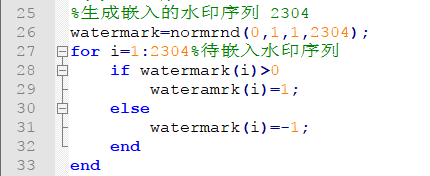 25 %生成嵌入的水印序列 2304
26 watermark=normrnd(0,1,1,2304);
27 for i=1:2304%待嵌入水印序列
28 if watermark(i)>0
29 wateramrk(i)=1;
30 else
31 watermark(i)=-1;
32 end
33 end